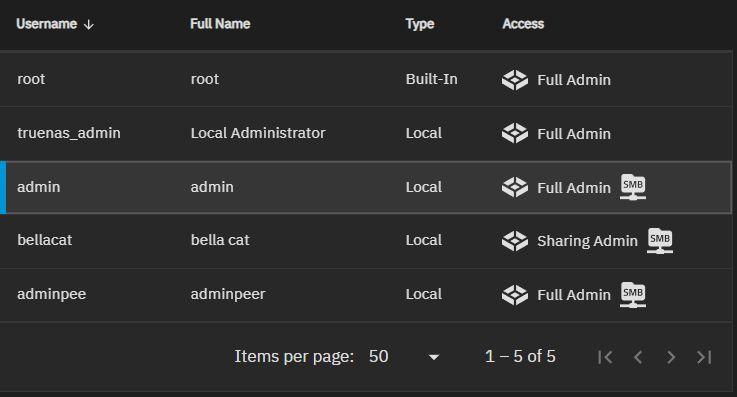 Username Full Name Type Access
root root Built-In Full Admin
truenas_admin Local Administrator Local Full Admin
admin admin Local Full Admin SMB
bellacat bella cat Local Sharing Admin SMB
adminpee adminpeer Local Full Admin SMB
Items per page: 50 1 – 5 of 5